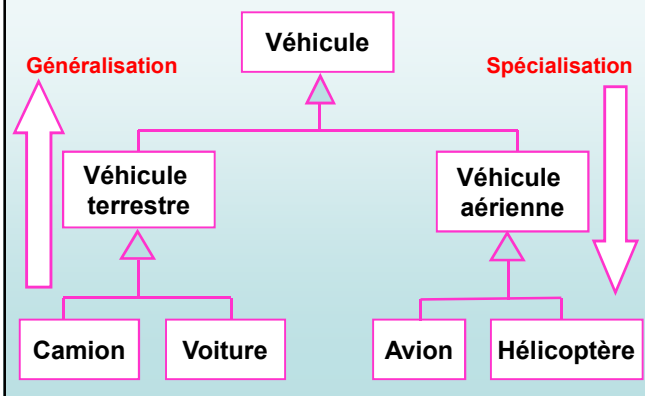 Véhicule
Généralisation
Spécialisation
Véhicule
terrestre
Véhicule
aérienne
Camion
Voiture
Avion
Hélicoptère